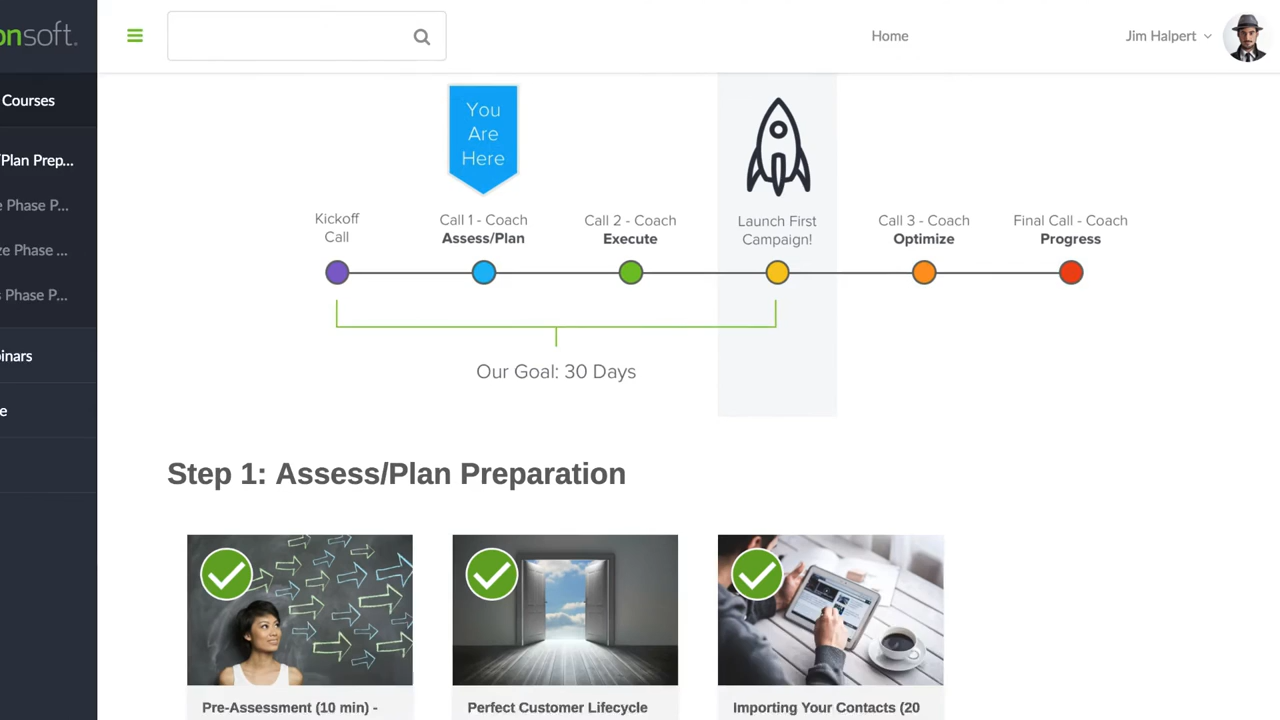 onsoft.
Home
Jim Halpert
Courses
/Plan Prep...
e Phase P...
ze Phase ...
s Phase P...
binars
e
You
Are
Here
Kickoff
Call
Call 1 - Coach
Assess/Plan
Call 2 - Coach
Execute
Launch First
Campaign!
Call 3 - Coach
Optimize
Final Call - Coach
Progress
Our Goal: 30 Days
Step 1: Assess/Plan Preparation
Pre-Assessment (10 min) -
Perfect Customer Lifecycle
Importing Your Contacts (20